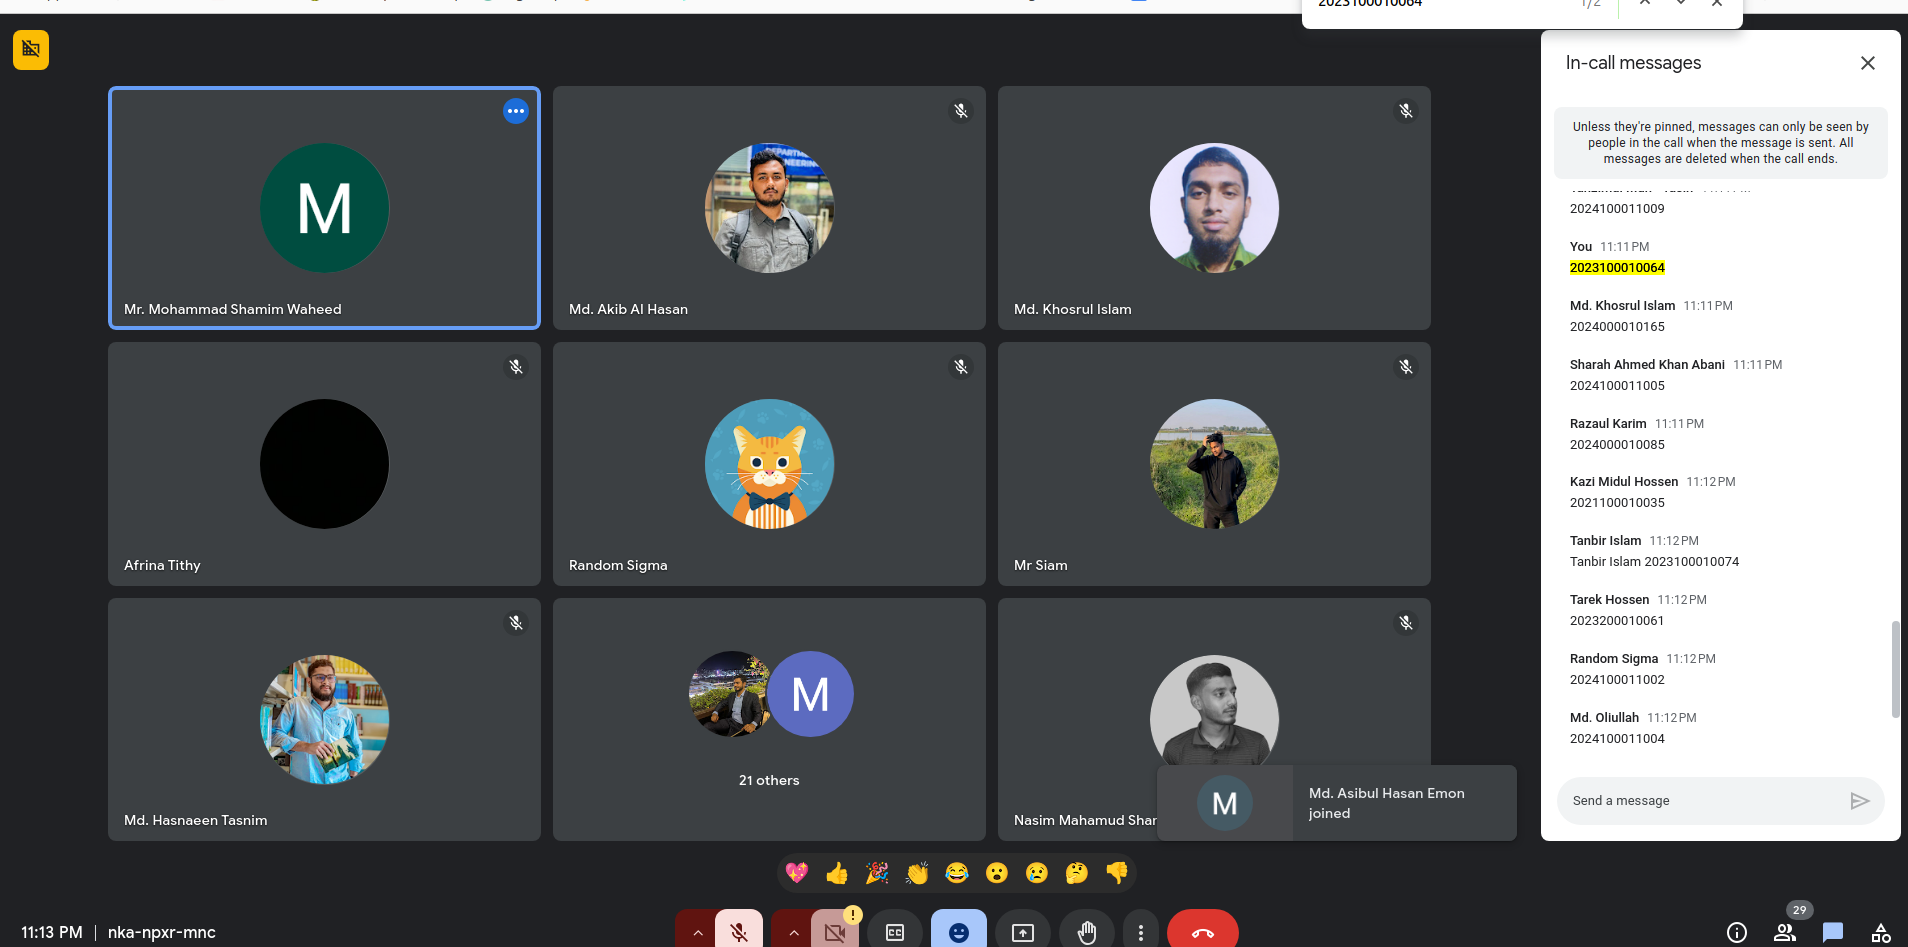 2023100010064
1/2
In-call messages
Unless they're pinned, messages can only be seen by
people in the call when the message is sent. All
messages are deleted when the call ends.
2024100011009
You 11:11 PM
2023100010064
Md. Khosrul Islam 11:11 PM
2024000010165
Sharah Ahmed Khan Abani 11:11 PM
2024100011005
Razaul Karim 11:11 PM
2024000010085
Kazi Midul Hossen 11:12 PM
2021100010035
Tanbir Islam 11:12 PM
Tanbir Islam 2023100010074
Tarek Hossen 11:12 PM
2023200010061
Random Sigma 11:12 PM
2024100011002
Md. Oliullah 11:12 PM
2024100011004
Send a message
M
Mr. Mohammad Shamim Waheed
DEPARTM
NEERIN
Md. Akib Al Hasan
Md. Khosrul Islam
Afrina Tithy
Random Sigma
Mr Siam
Md. Hasnaeen Tasnim
M
21 others
Nasim Mahamud Shar
M
Md. Asibul Hasan Emon
joined
11:13 PM | nka-npxr-mnc
!
CC
29